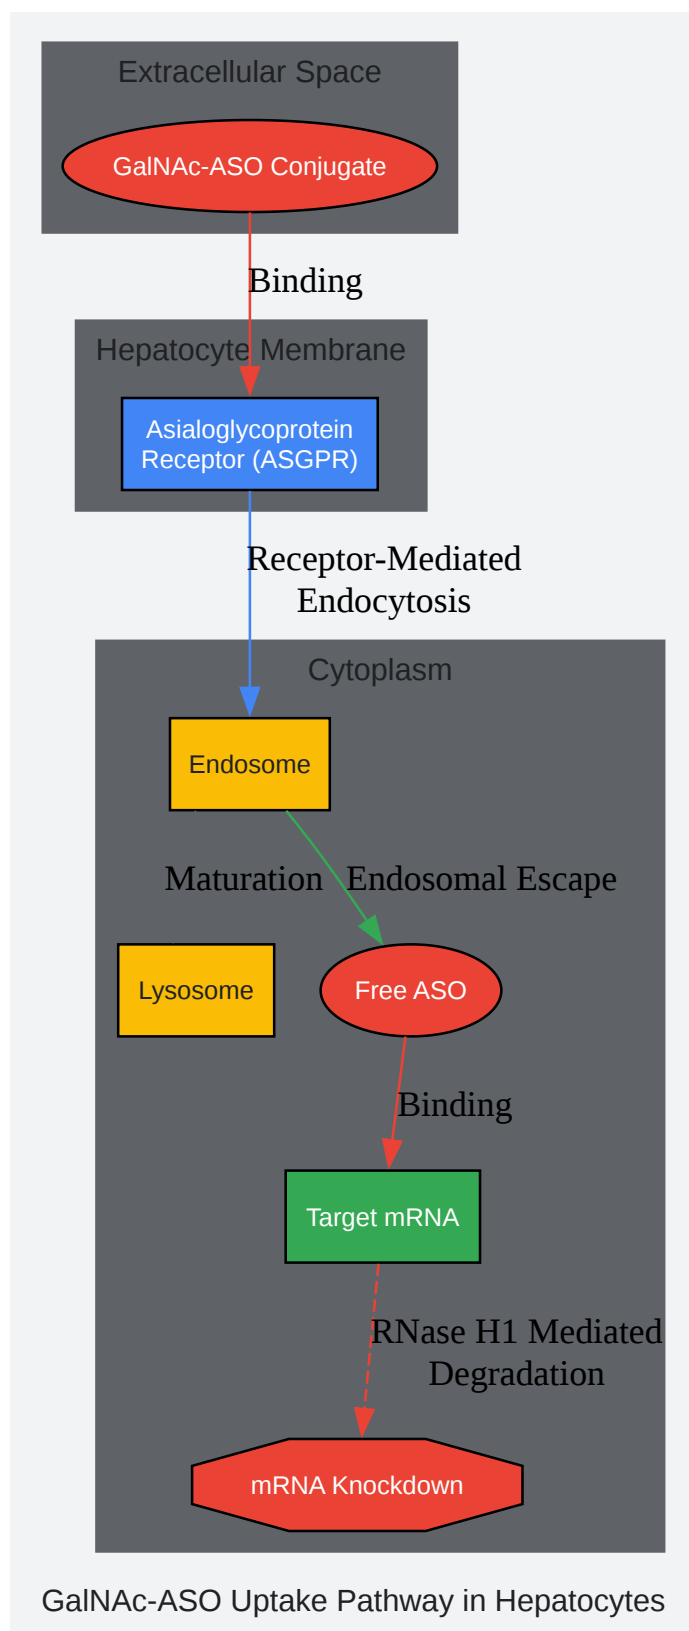 Extracellular Space
GalNAc-ASO Conjugate
Binding
Hepatocyte Membrane
Asialoglycoprotein
Receptor (ASGPR)
Receptor-Mediated
Endocytosis
Cytoplasm
Endosome
Maturation
Endosomal Escape
Lysosome
Free ASO
Binding
Target mRNA
RNase H1 Mediated
Degradation
mRNA Knockdown
GalNAc-ASO Uptake Pathway in Hepatocytes